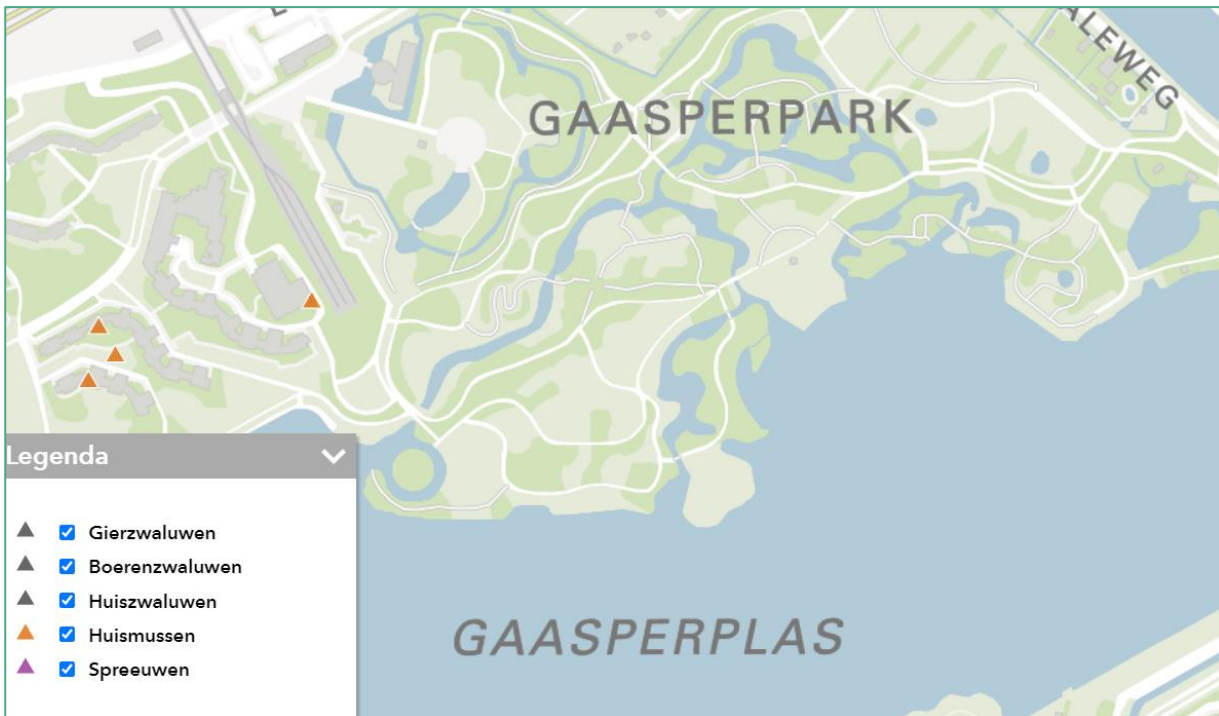 GAASPERPARK
ALEWEG
Legenda
Gierzwaluwen
Boerenzwaluwen
Huiszwaluwen
Huismussen
Spreeuwen
GAASPERPLAS